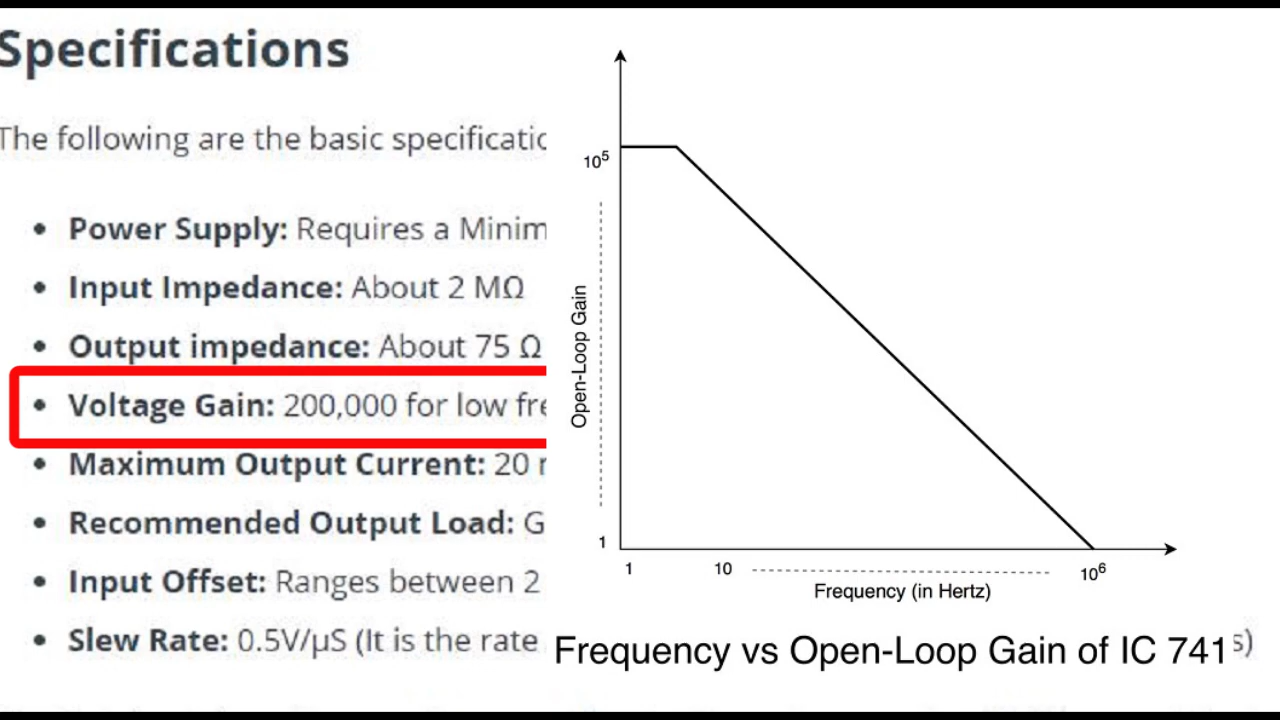 Specifications
The following are the basic specificatio
• Power Supply: Requires a Minim
• Input Impedance: About 2 MΩ
• Output impedance: About 75 Ω
• Voltage Gain: 200,000 for low fre
• Maximum Output Current: 20
• Recommended Output Load: G
• Input Offset: Ranges between 2
• Slew Rate: 0.5V/µS (It is the rate
s)
10⁵
Open-Loop Gain
1
1 10 10⁶
Frequency (in Hertz)
Frequency vs Open-Loop Gain of IC 741